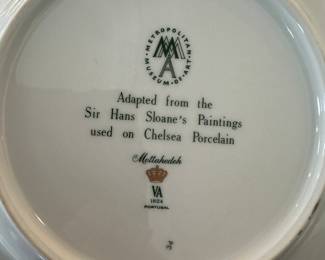 METROPOLITAN MUSEUM OF ART
MMA
Adapted from the
Sir Hans Sloane's Paintings
used on Chelsea Porcelain
Mottahedeh
VA
1824
PORTUGAL